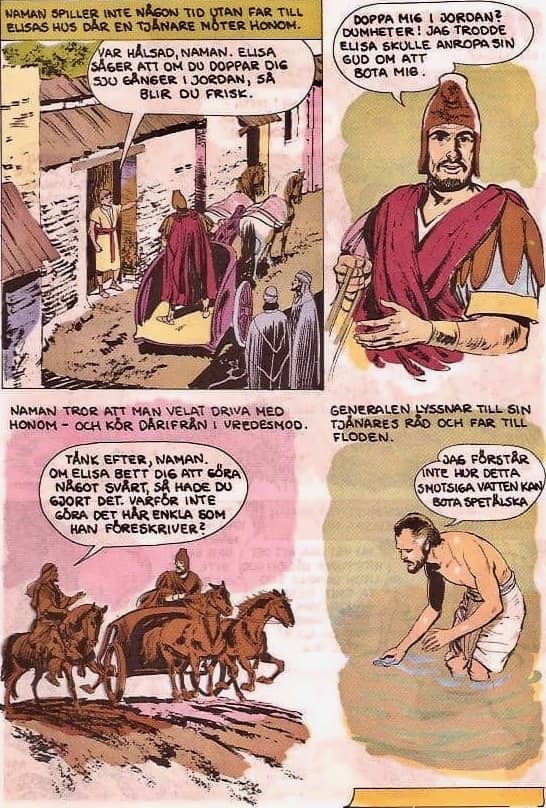 NAMAN SPILLER INTE NÅGON TID UTAN FAR TILL
ELISAS HUS DÄR EN TJÄNARE MÖTER HONOM.
VAR HÄLSAD, NAMAN. ELISA
SÄGER ATT OM DU DOPPAR DIG
SJU GÅNGER I JORDAN, SÅ
BLIR DU FRISK.
DOPPA MIG I JORDAN?
DUMHETER! JAG TRODDE
ELISA SKULLE ANROPA SIN
GUD OM ATT
BOTA MIG.
NAMAN TROR ATT MAN VELAT DRIVA MED
HONOM - OCH KÖR DÄRIFRÅN I VREDESMOD.
TÄNK EFTER, NAMAN.
OM ELISA BETT DIG ATT GÖRA
NÅGOT SVÅRT, SÅ HADE DU
GJORT DET. VARFÖR INTE
GÖRA DET HÄR ENKLA SOM
HAN FÖRESKRIVER?
GENERALEN LYSSNAR TILL SIN
TJÄNARES RÅD OCH FAR TILL
FLODEN.
JAG FÖRSTÅR
INTE HUR DETTA
SMUTSIGA VATTEN KAN
BOTA SPETÄLSKA